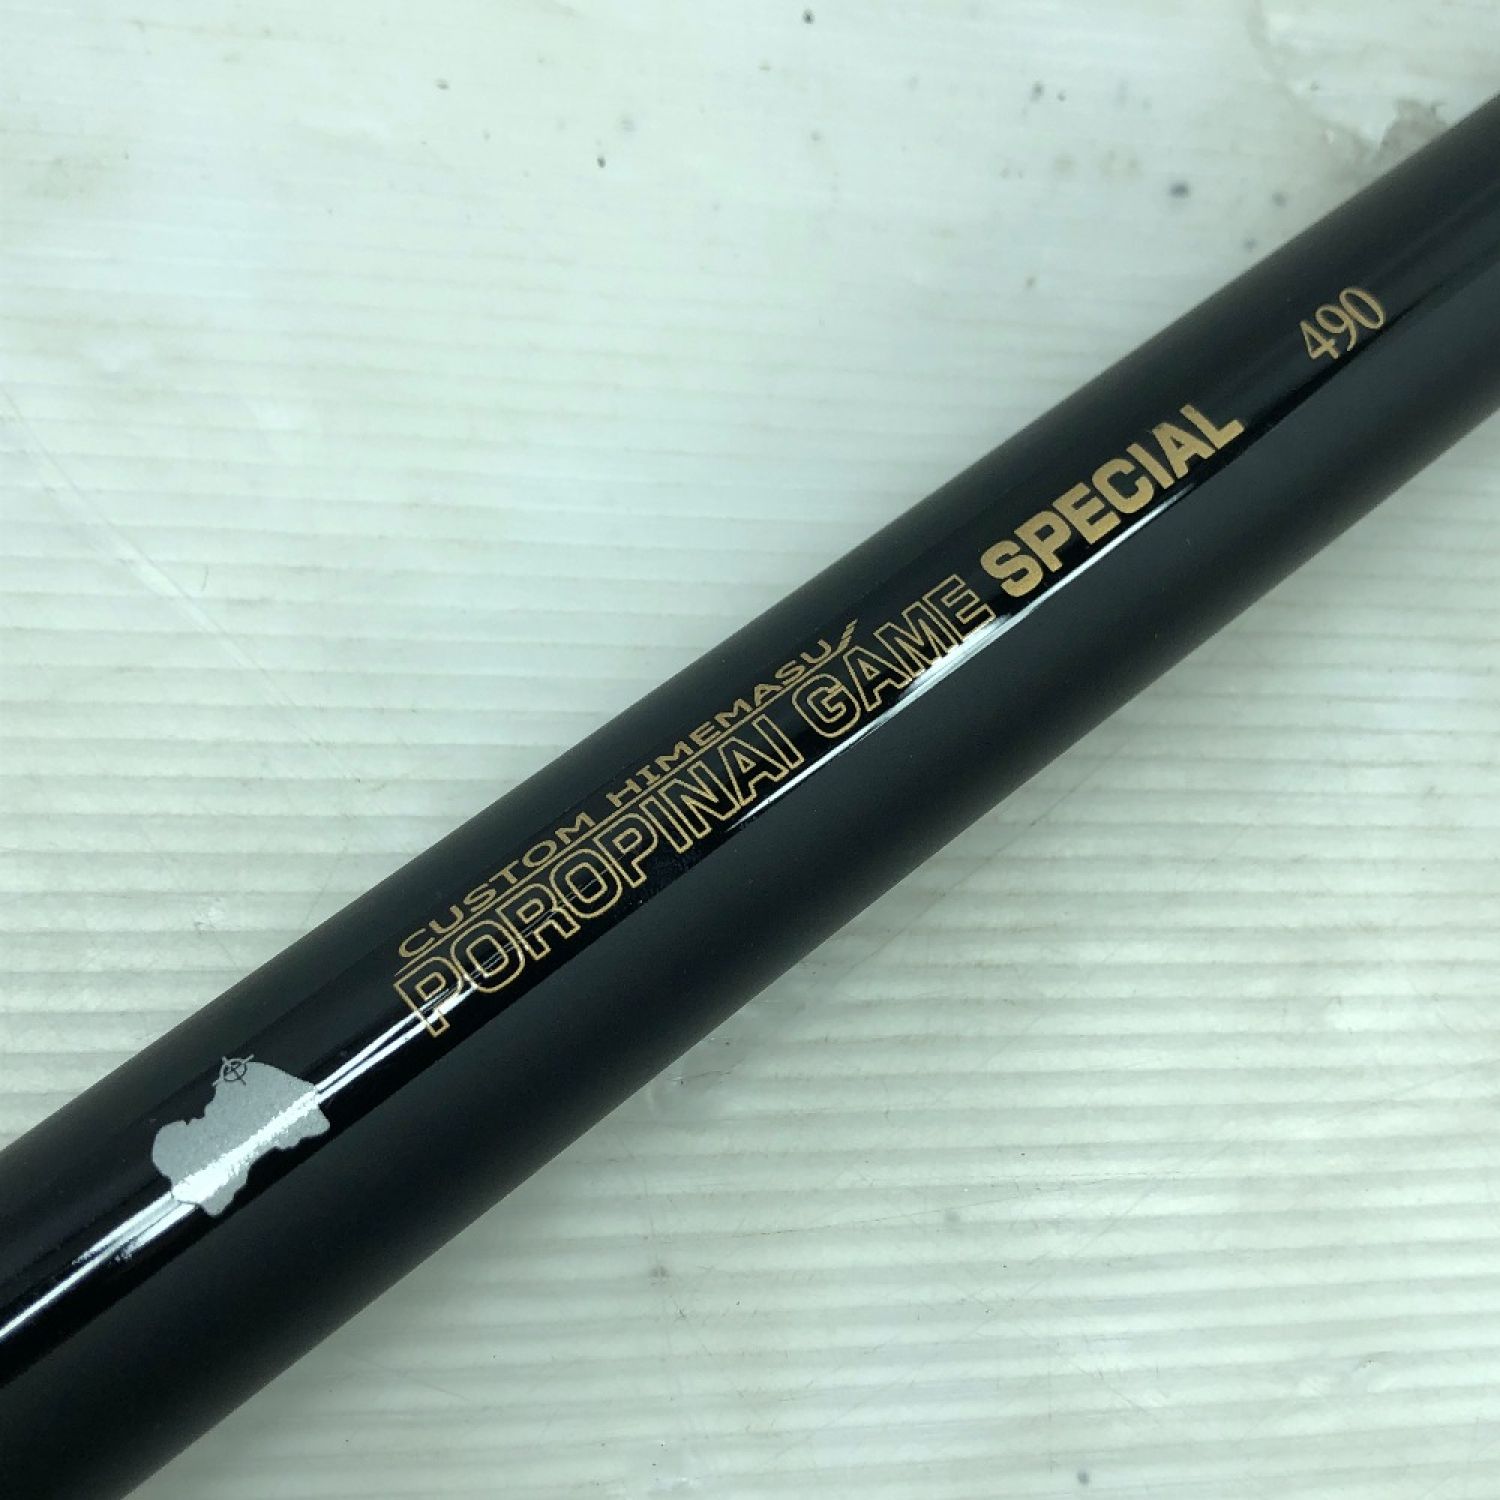 CUSTOM HIMEMASU
POROPINAI GAME SPECIAL 490